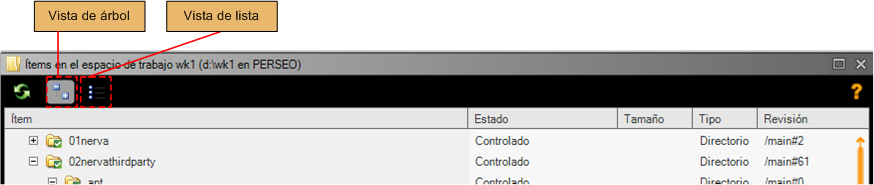 Vista de árbol Vista de lista
Ítems en el espacio de trabajo wk1 (d:\wk1 en PERSEO)
?
Ítem Estado Tamaño Tipo Revisión
01nerva Controlado Directorio /main#2
02nervathirdparty Controlado Directorio /main#61
ant Controlado Directorio /main#0